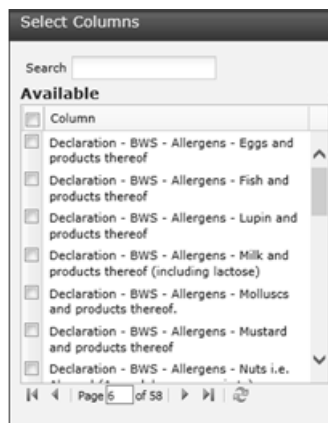 Select Columns
Search
Available
Column
Declaration - BWS - Allergens - Eggs and
products thereof
Declaration - BWS - Allergens - Fish and
products thereof
Declaration - BWS - Allergens - Lupin and
products thereof
Declaration - BWS - Allergens - Milk and
products thereof (including lactose)
Declaration - BWS - Allergens - Molluscs
and products thereof.
Declaration - BWS - Allergens - Mustard
and products thereof
Declaration - BWS - Allergens - Nuts i.e.
Page 6 of 58